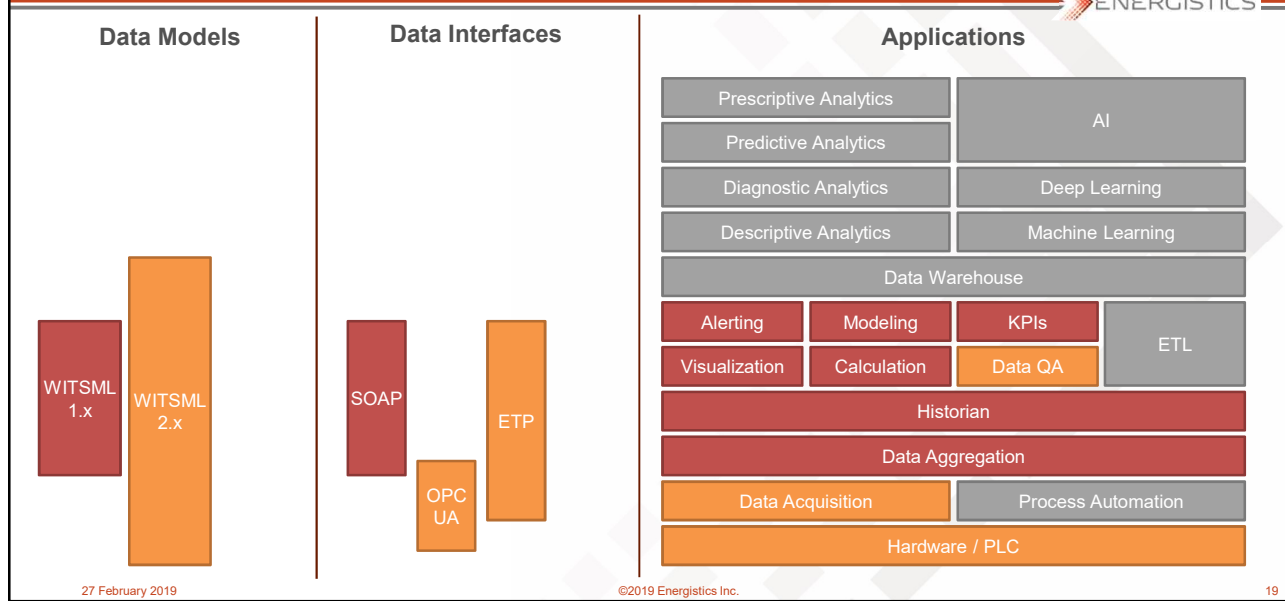 ENERGISTICS
Data Models
Data Interfaces
Applications
WITSML
1.x
WITSML
2.x
SOAP
OPC
UA
ETP
Prescriptive Analytics
AI
Predictive Analytics
Diagnostic Analytics
Deep Learning
Descriptive Analytics
Machine Learning
Data Warehouse
Alerting
Modeling
KPIs
ETL
Visualization
Calculation
Data QA
Historian
Data Aggregation
Data Acquisition
Process Automation
Hardware / PLC
27 February 2019
©2019 Energistics Inc.
19